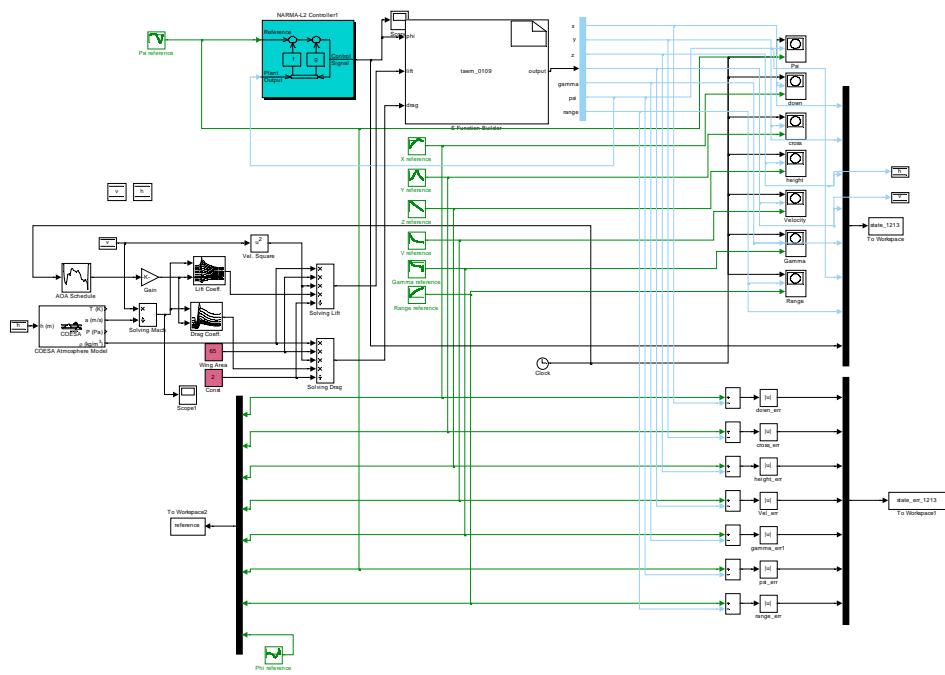 NARMA-L2 Controller1
Reference
Plant
Output
f
g
Control
Signal
Psi reference
phi
lift
drag
taem_0109
output
S-Function Builder
x
y
z
gamma
psi
range
Psi
down
cross
height
Velocity
Gamma
Range
X reference
Y reference
Z reference
V reference
Gamma reference
Range reference
h
v
state_1213
To Workspace
v
h
v
u²
Vel. Square
AOA Schedule
-K-
Gain
Lift Coeff.
Drag Coeff.
Solving Lift
Solving Drag
Solving Mach
h
h (m)
COESA
T (K)
a (m/s)
P (Pa)
ρ (kg/m³)
COESA Atmosphere Model
65
Wing Area
2
Const
Scope1
Clock
To Workspace2
reference
Phi reference
|u|
down_err
|u|
cross_err
|u|
height_err
|u|
Vel_err
|u|
gamma_err1
|u|
psi_err
|u|
range_err
state_err_1213
To Workspace1